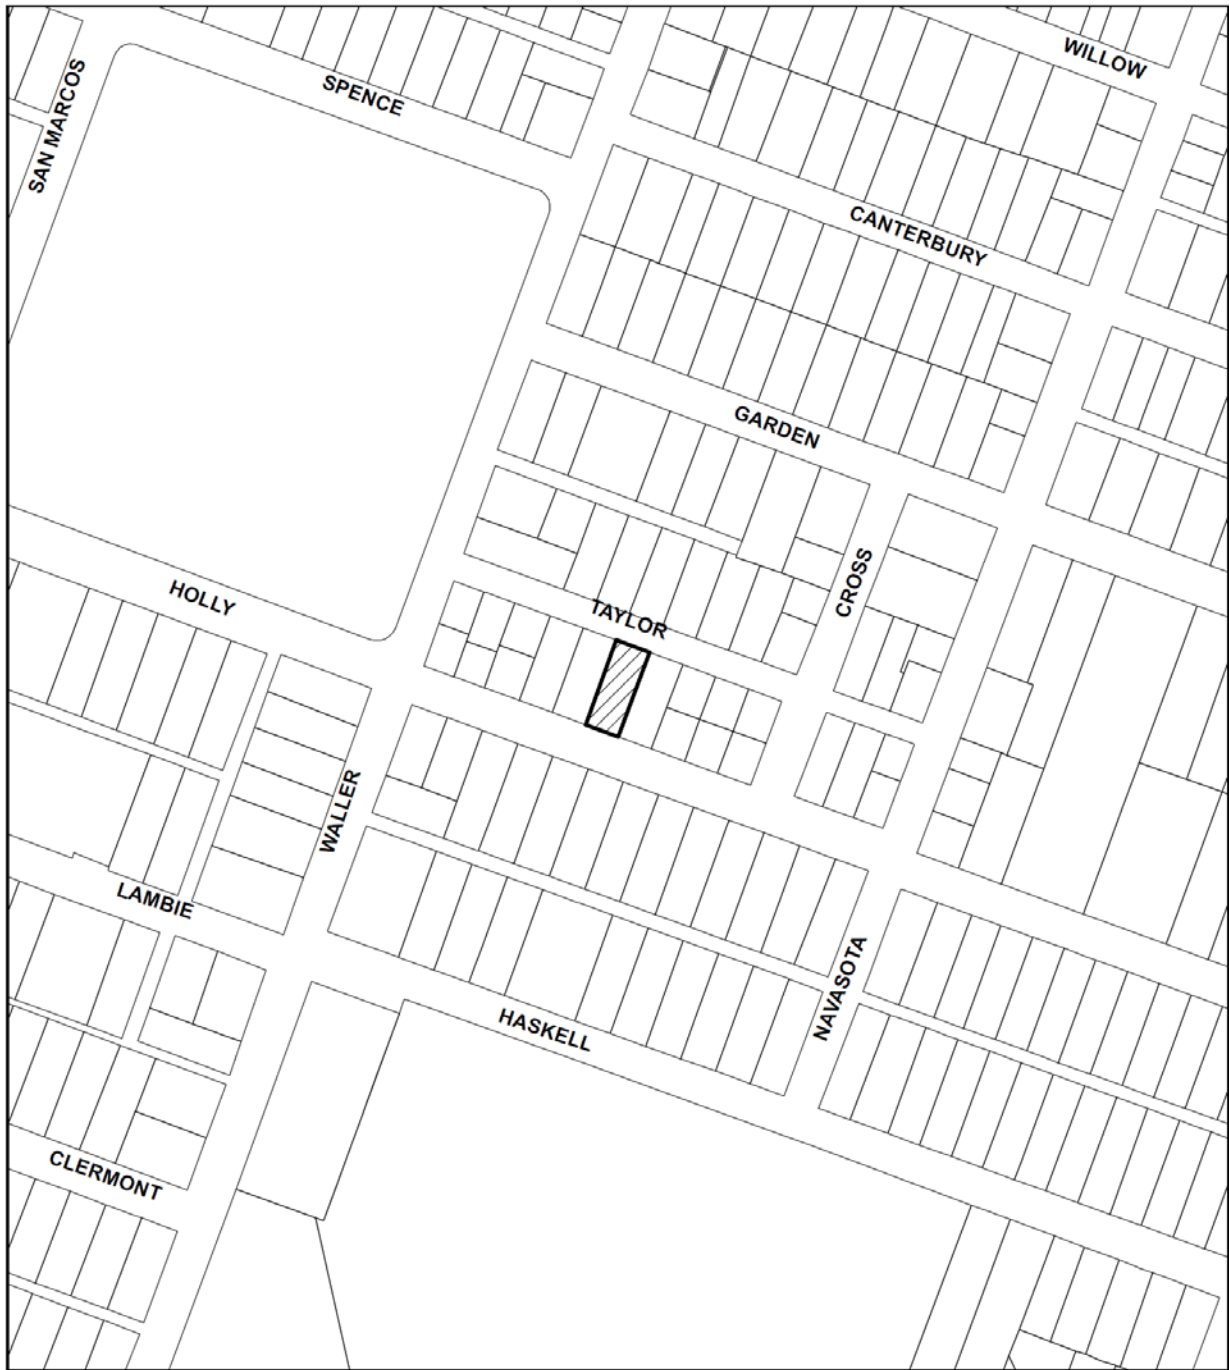 WILLOW
SPENCE
SAN MARCOS
CANTERBURY
GARDEN
CROSS
HOLLY
TAYLOR
WALLER
LAMBIE
NAVASOTA
HASKELL
CLERMONT